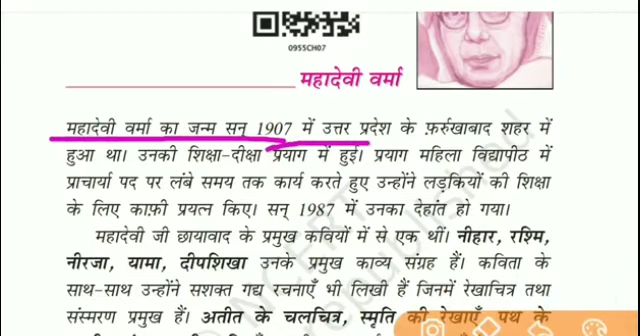 0955CH07
महादेवी वर्मा
महादेवी वर्मा का जन्म सन् 1907 में उत्तर प्रदेश के फ़र्रुखाबाद शहर में
हुआ था। उनकी शिक्षा-दीक्षा प्रयाग में हुई। प्रयाग महिला विद्यापीठ में
प्राचार्या पद पर लंबे समय तक कार्य करते हुए उन्होंने लड़कियों की शिक्षा
के लिए काफ़ी प्रयत्न किए। सन् 1987 में उनका देहांत हो गया।
महादेवी जी छायावाद के प्रमुख कवियों में से एक थीं। नीहार, रश्मि,
नीरजा, यामा, दीपशिखा उनके प्रमुख काव्य संग्रह हैं। कविता के
साथ-साथ उन्होंने सशक्त गद्य रचनाएँ भी लिखी हैं जिनमें रेखाचित्र तथा
संस्मरण प्रमुख हैं। अतीत के चलचित्र, स्मृति की रेखाएँ पथ के